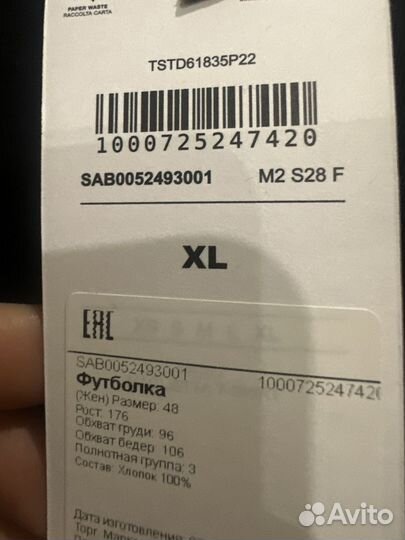 PAPER WASTE
RACCOLTA CARTA
TSTD61835P22
1000725247420
SAB0052493001 M2 S28 F
XL
EAC
SAB0052493001
Футболка 1000725247420
(Жен) Размер: 48
Рост: 176
Обхват груди: 96
Обхват бедер: 106
Полнотная группа: 3
Состав: Хлопок 100%
Дата изготовления:
Торг. Марка
Avito